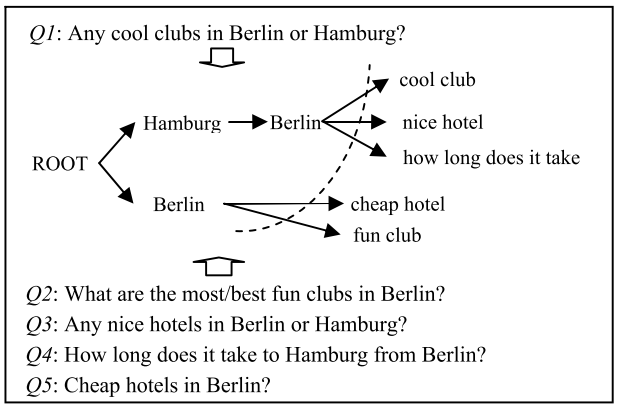 Q1: Any cool clubs in Berlin or Hamburg?
cool club
Hamburg
Berlin
nice hotel
how long does it take
ROOT
Berlin
cheap hotel
fun club
Q2: What are the most/best fun clubs in Berlin?
Q3: Any nice hotels in Berlin or Hamburg?
Q4: How long does it take to Hamburg from Berlin?
Q5: Cheap hotels in Berlin?